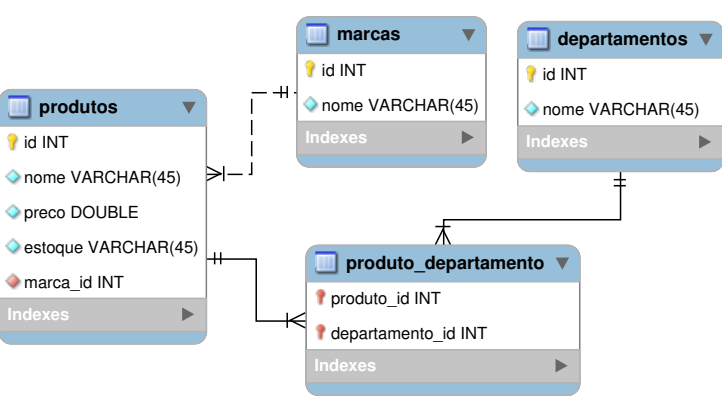 marcas
id INT
nome VARCHAR(45)
Indexes
departamentos
id INT
nome VARCHAR(45)
Indexes
produtos
id INT
nome VARCHAR(45)
preco DOUBLE
estoque VARCHAR(45)
marca_id INT
Indexes
produto_departamento
produto_id INT
departamento_id INT
Indexes